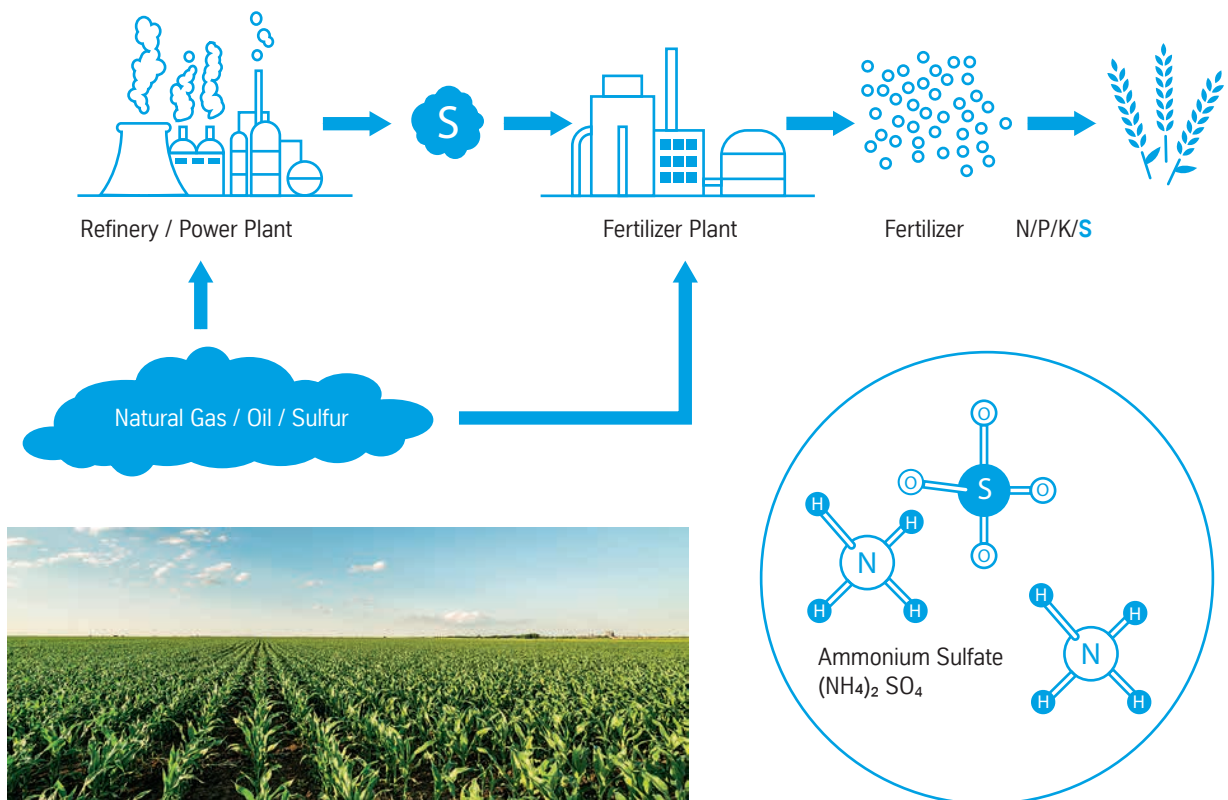 S
Refinery / Power Plant
Fertilizer Plant
Fertilizer
N/P/K/S
Natural Gas / Oil / Sulfur
O
O
S
O
O
H
H
N
H
H
H
H
N
H
H
Ammonium Sulfate
(NH₄)₂ SO₄